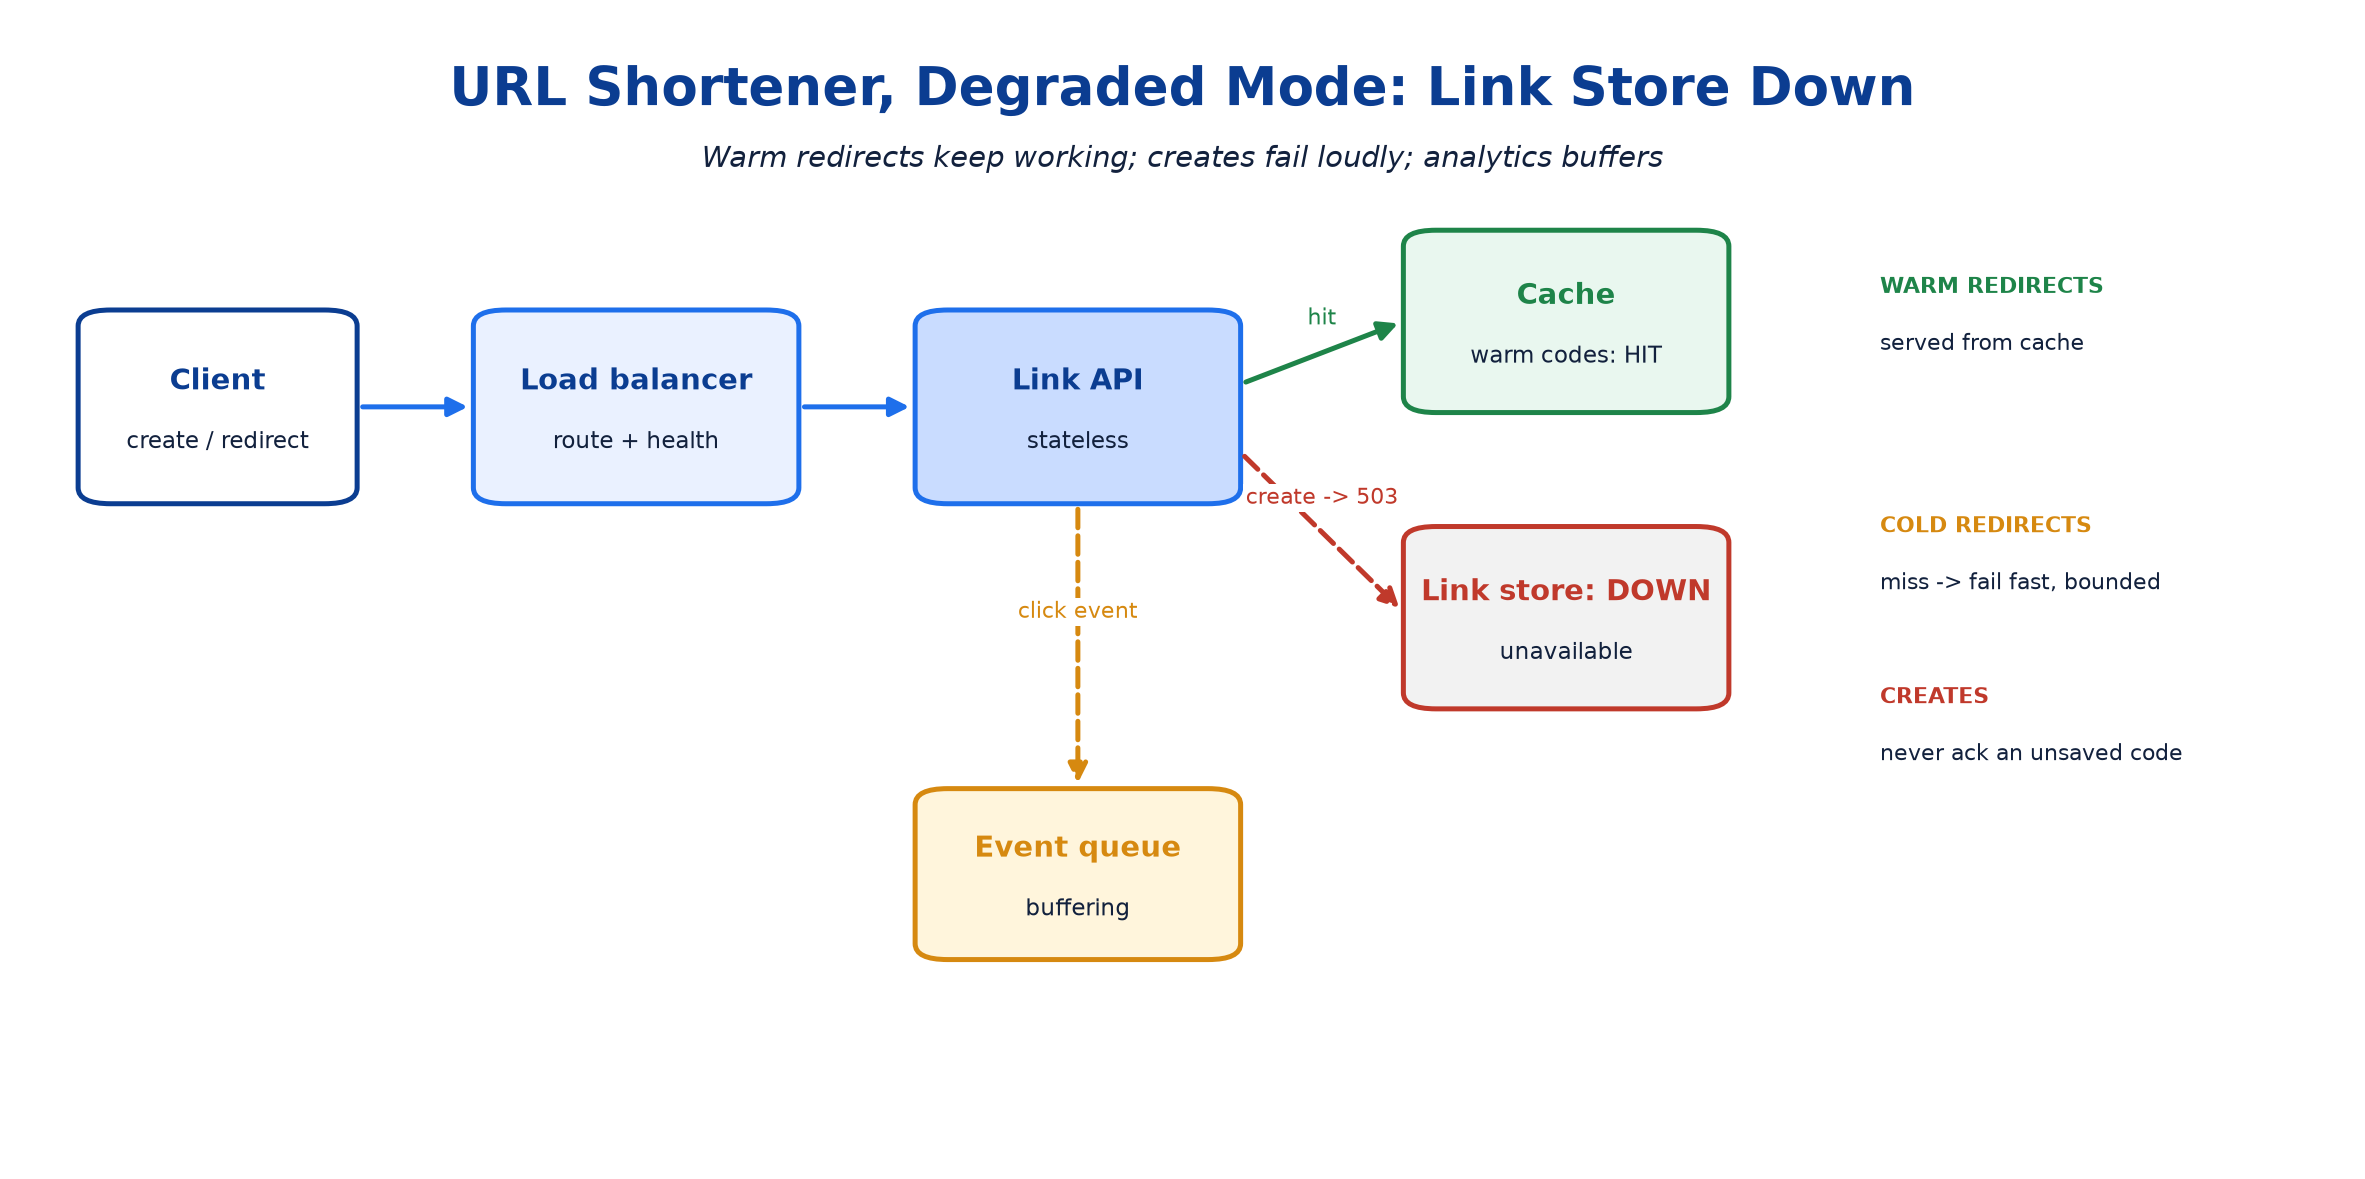 URL Shortener, Degraded Mode: Link Store Down
Warm redirects keep working; creates fail loudly; analytics buffers
Client
create / redirect
Load balancer
route + health
Link API
stateless
hit
Cache
warm codes: HIT
create -> 503
Link store: DOWN
unavailable
click event
Event queue
buffering
WARM REDIRECTS
served from cache
COLD REDIRECTS
miss -> fail fast, bounded
CREATES
never ack an unsaved code